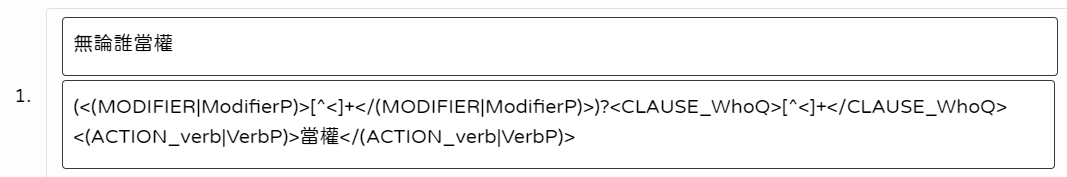 無論誰當權
1.
(<(MODIFIER|ModifierP)>[^<]+</(MODIFIER|ModifierP)>)?<CLAUSE_WhoQ>[^<]+</CLAUSE_WhoQ>
<(ACTION_verb|VerbP)>當權</(ACTION_verb|VerbP)>